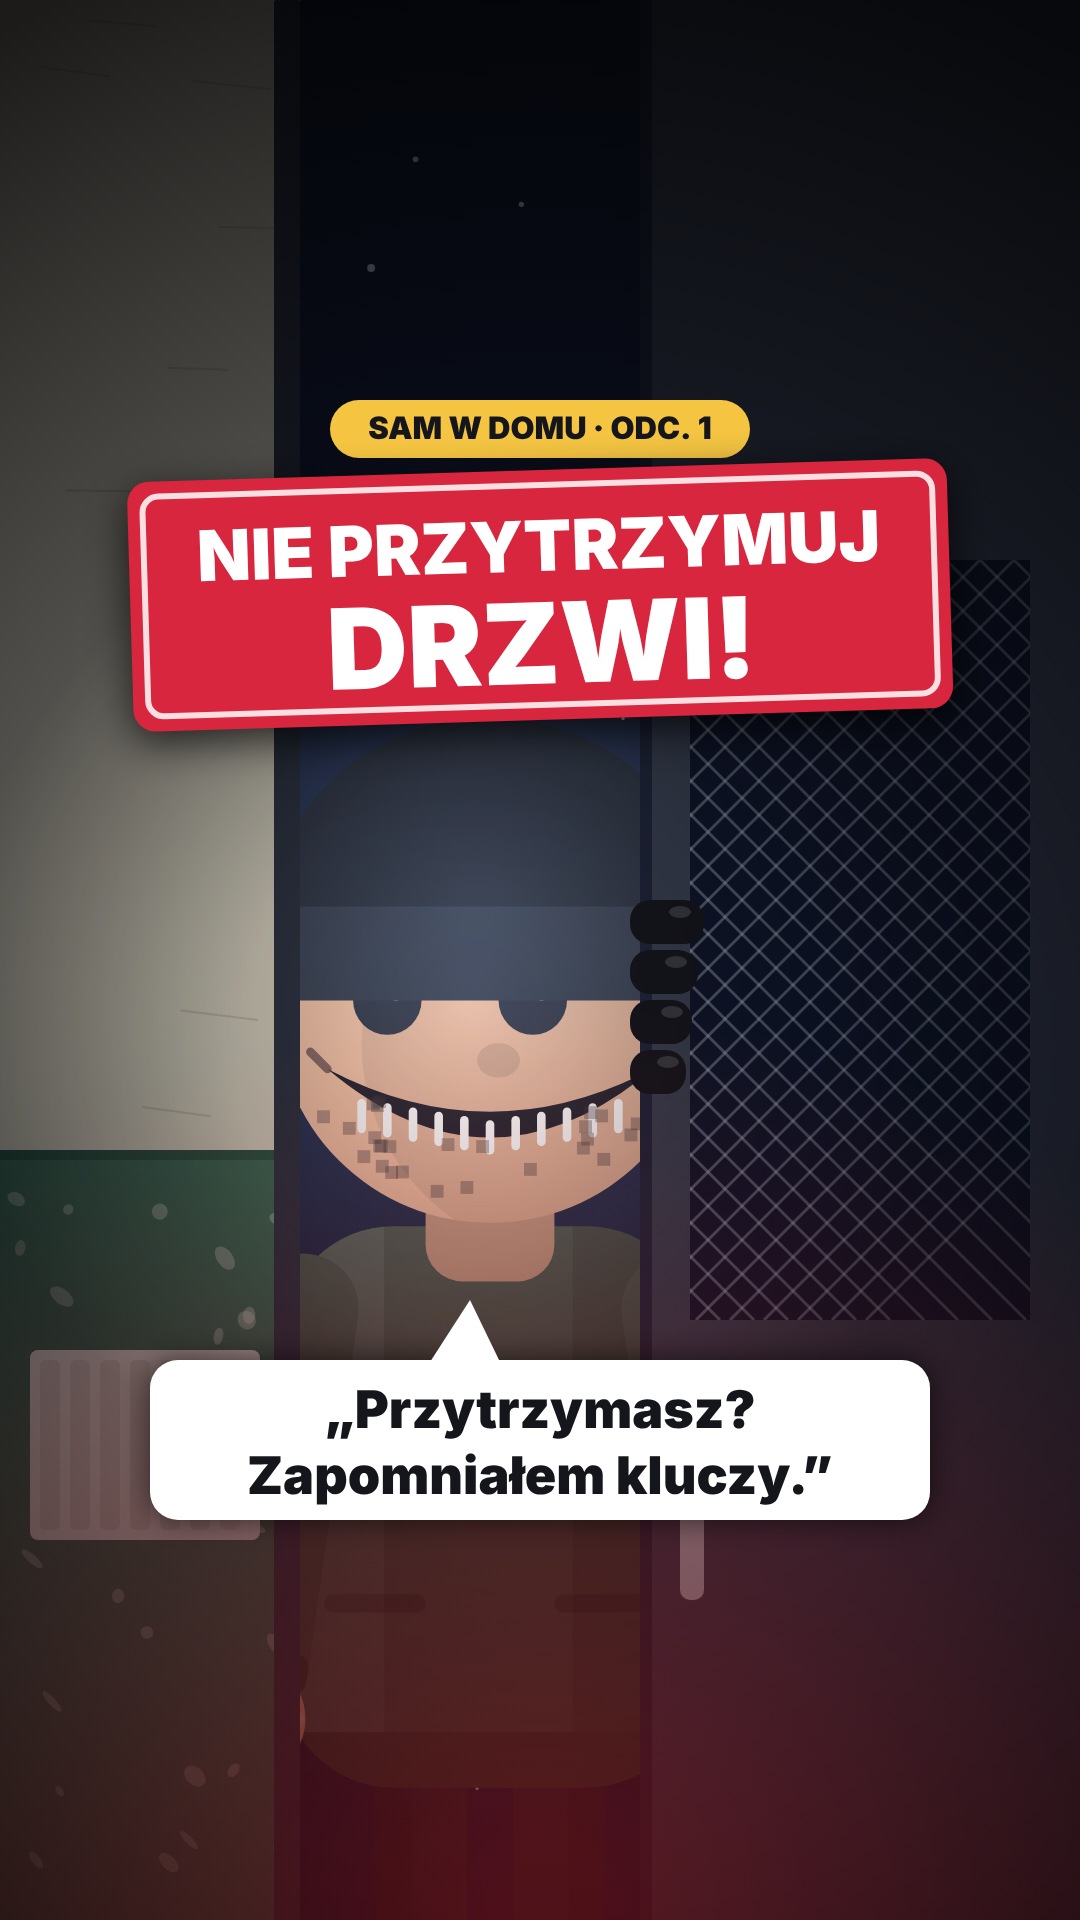 SAM W DOMU · ODC. 1
NIE PRZYTRZYMUJ
DRZWI!
„Przytrzymasz?
Zapomniałem kluczy.”